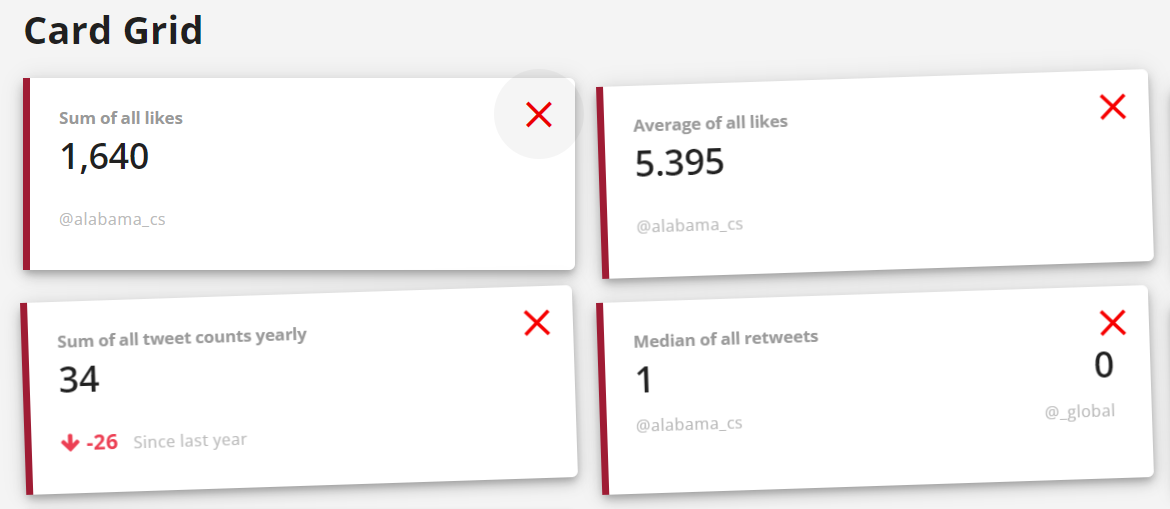 Card Grid
Sum of all likes
1,640
@alabama_cs
Average of all likes
5.395
@alabama_cs
Sum of all tweet counts yearly
34
-26 Since last year
Median of all retweets
1
0
@alabama_cs
@_global